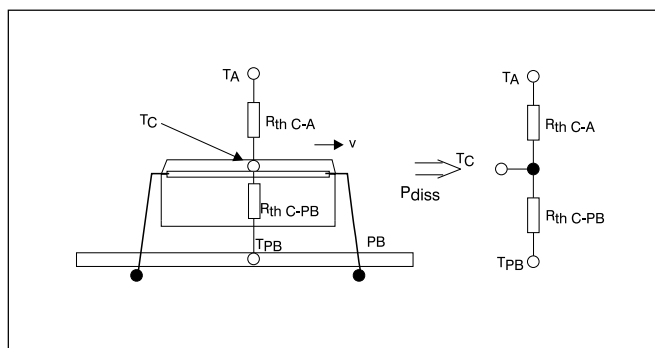 TA
TC
Rth C-A
v
Rth C-PB
TPB
PB
Pdiss
TC
TA
Rth C-A
Rth C-PB
TPB